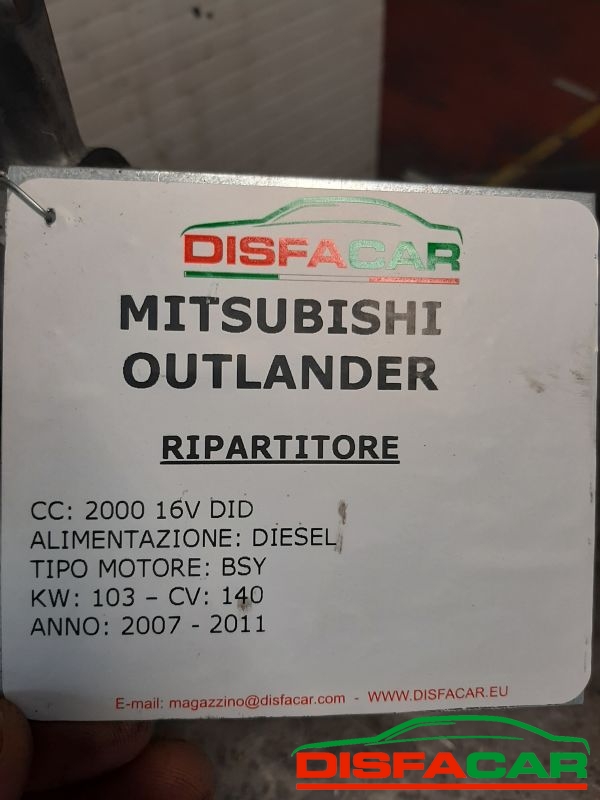 DISFACAR
MITSUBISHI
OUTLANDER
RIPARTITORE
CC: 2000 16V DID
ALIMENTAZIONE: DIESEL
TIPO MOTORE: BSY
KW: 103 – CV: 140
ANNO: 2007 - 2011
E-mail: magazzino@disfacar.com - WWW.DISFACAR.EU
DISFACAR